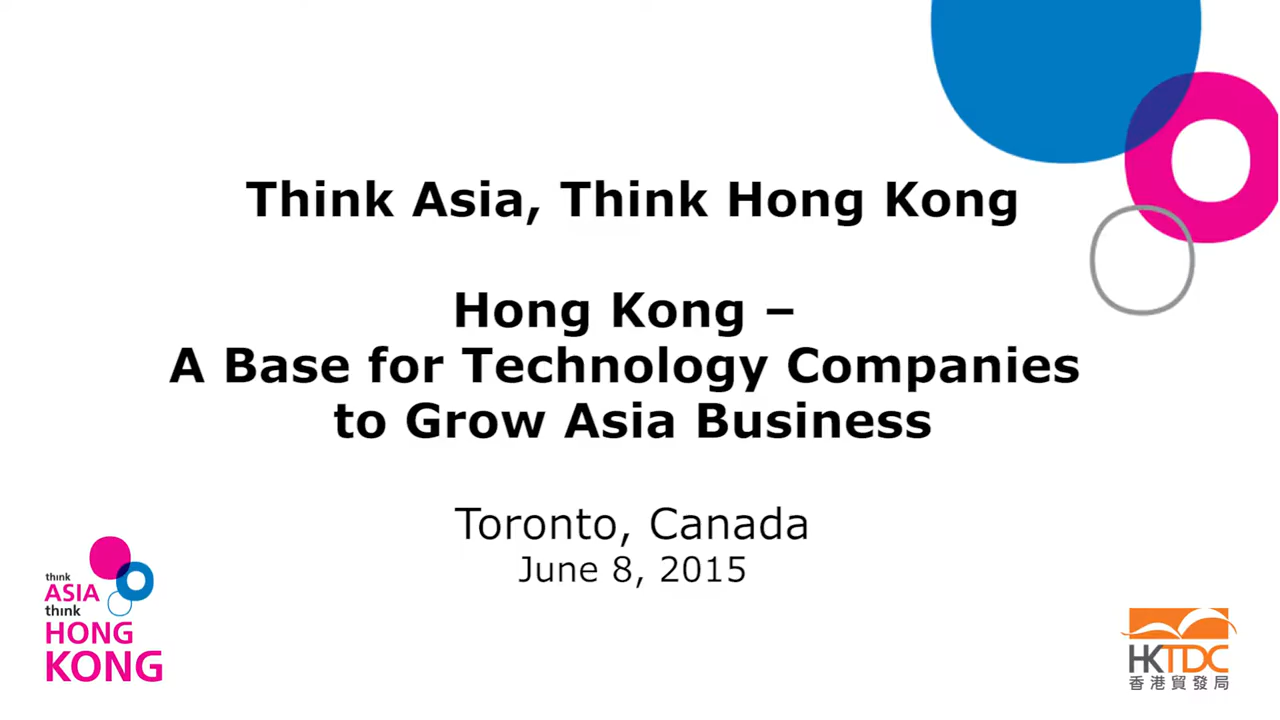 Think Asia, Think Hong Kong
Hong Kong –
A Base for Technology Companies
to Grow Asia Business
Toronto, Canada
June 8, 2015
think
ASIA
think
HONG
KONG
HKTDC
香港貿發局